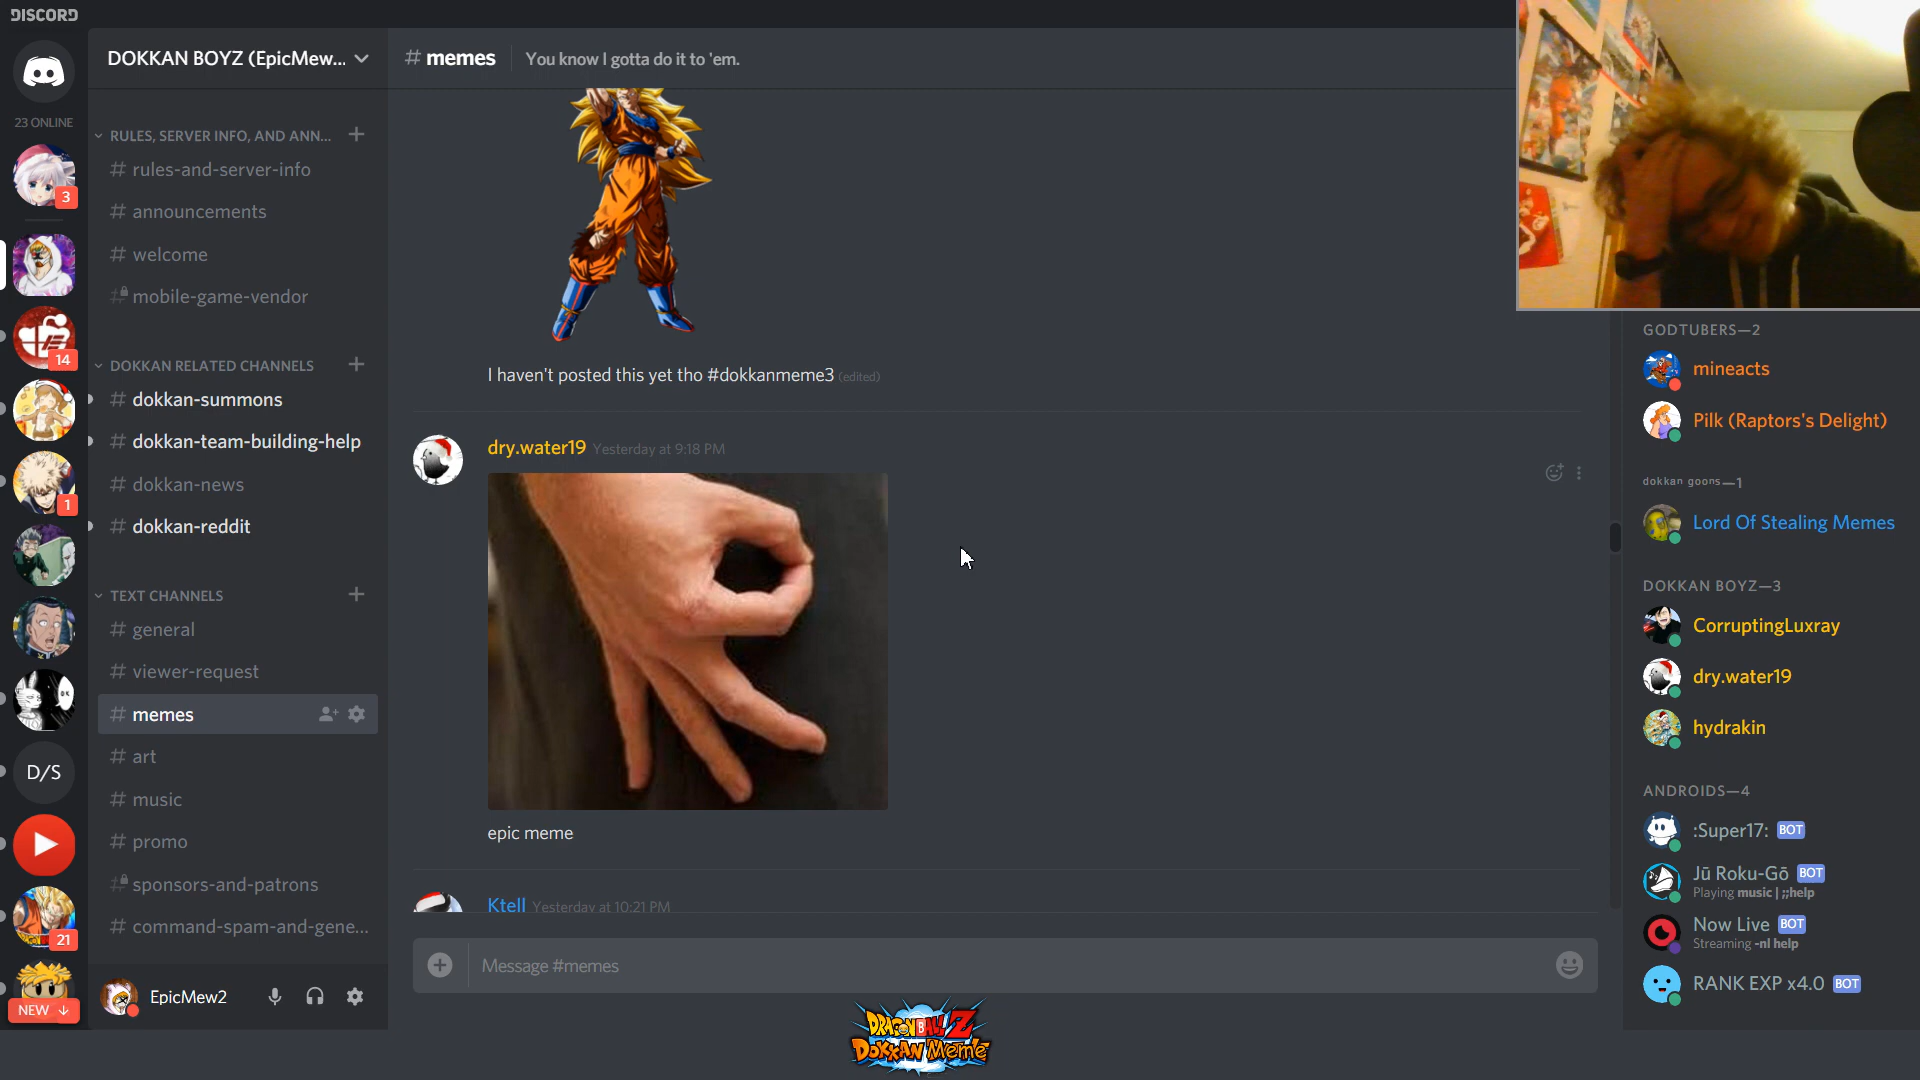 DISCORD
23 ONLINE
3
14
1
D/S
21
NEW
DOKKAN BOYZ (EpicMew...
RULES, SERVER INFO, AND ANN...
# rules-and-server-info
# announcements
# welcome
# mobile-game-vendor
DOKKAN RELATED CHANNELS
# dokkan-summons
# dokkan-team-building-help
# dokkan-news
# dokkan-reddit
TEXT CHANNELS
# general
# viewer-request
# memes
# art
# music
# promo
# sponsors-and-patrons
# command-spam-and-gene...
EpicMew2
# memes
You know I gotta do it to 'em.
I haven't posted this yet tho #dokkanmeme3 (edited)
dry.water19 Yesterday at 9:18 PM
epic meme
Ktell Yesterday at 10:21 PM
Message #memes
DRAGON BALL Z
DOKKAN MEME
GODTUBERS—2
mineacts
Pilk (Raptors's Delight)
dokkan goons—1
Lord Of Stealing Memes
DOKKAN BOYZ—3
CorruptingLuxray
dry.water19
hydrakin
ANDROIDS—4
:Super17: BOT
Jū Roku-Gō BOT
Playing music | ;;help
Now Live BOT
Streaming -nl help
RANK EXP x4.0 BOT